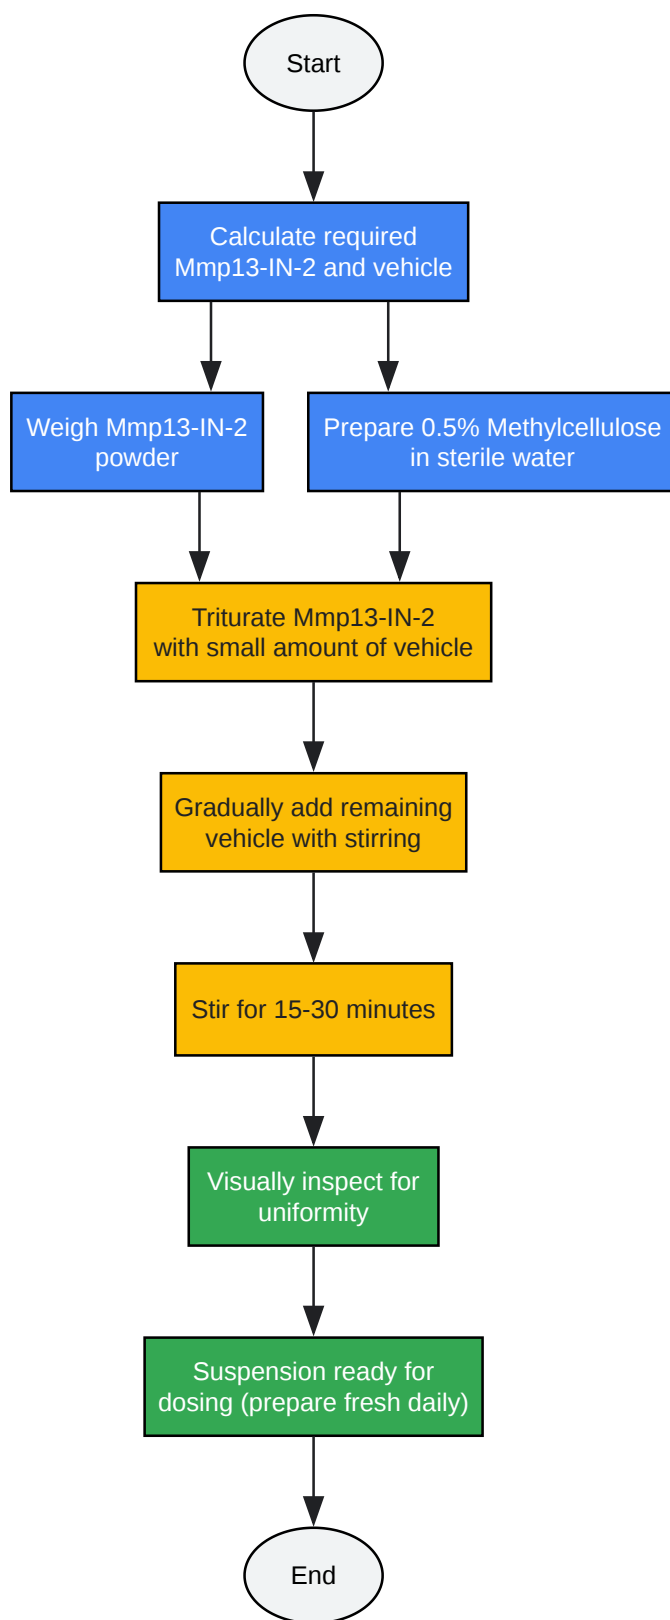 Start
Calculate required
Mmp13-IN-2 and vehicle
Weigh Mmp13-IN-2
powder
Prepare 0.5% Methylcellulose
in sterile water
Triturate Mmp13-IN-2
with small amount of vehicle
Gradually add remaining
vehicle with stirring
Stir for 15-30 minutes
Visually inspect for
uniformity
Suspension ready for
dosing (prepare fresh daily)
End